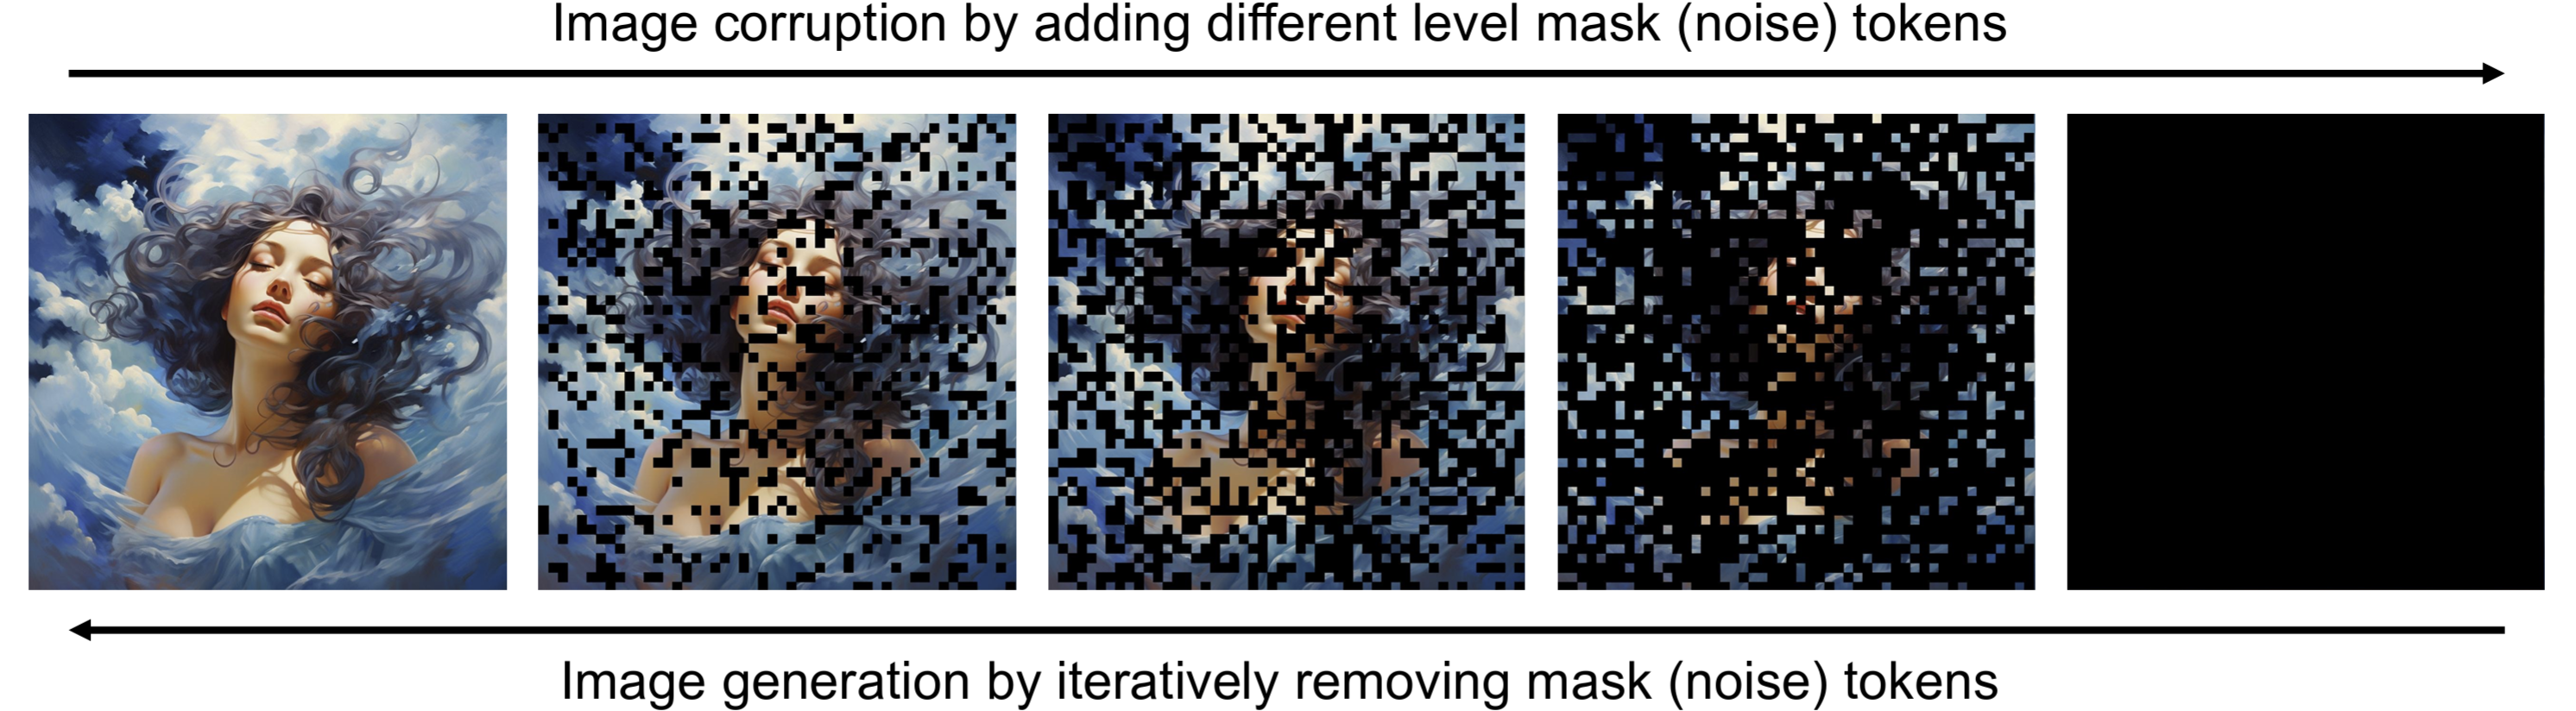 Image corruption by adding different level mask (noise) tokens
Image generation by iteratively removing mask (noise) tokens